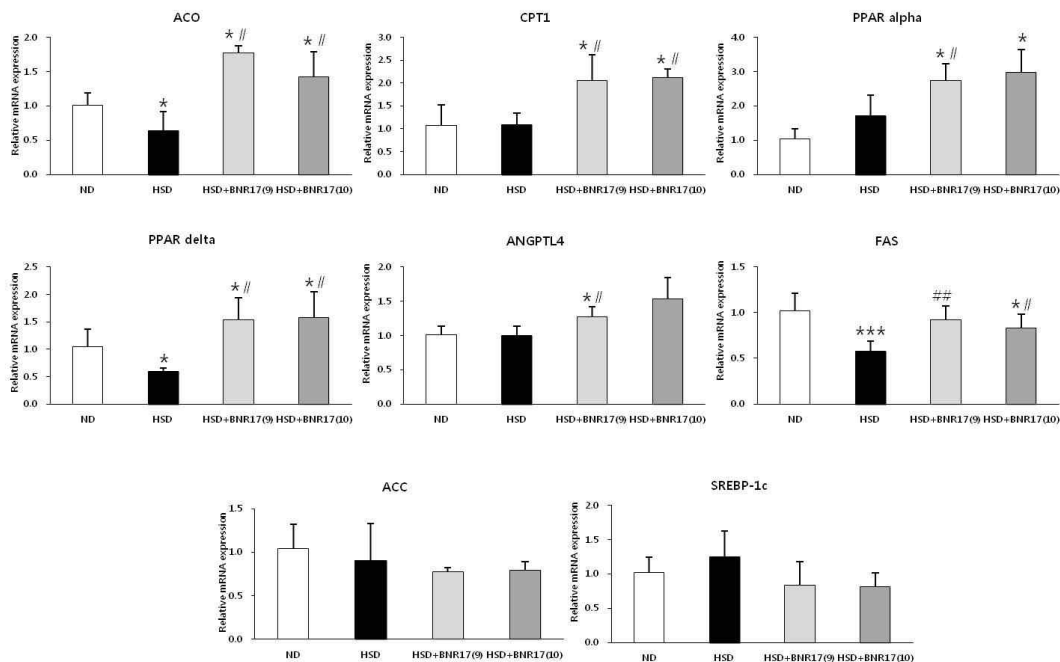 ACO
Relative mRNA expression
2.0
1.5
1.0
0.5
0.0
*
* #
* #
ND HSD HSD+BNR17(9) HSD+BNR17(10)
CPT1
Relative mRNA expression
3.0
2.5
2.0
1.5
1.0
0.5
0.0
* #
* #
ND HSD HSD+BNR17(9) HSD+BNR17(10)
PPAR alpha
Relative mRNA expression
4.0
3.0
2.0
1.0
0.0
* #
*
ND HSD HSD+BNR17(9) HSD+BNR17(10)
PPAR delta
Relative mRNA expression
2.5
2.0
1.5
1.0
0.5
0.0
*
* #
* #
ND HSD HSD+BNR17(9) HSD+BNR17(10)
ANGPTL4
Relative mRNA expression
2.0
1.5
1.0
0.5
0.0
* #
ND HSD HSD+BNR17(9) HSD+BNR17(10)
FAS
Relative mRNA expression
1.5
1.0
0.5
0.0
***
##
* #
ND HSD HSD+BNR17(9) HSD+BNR17(10)
ACC
Relative mRNA expression
1.5
1.0
0.5
0.0
ND HSD HSD+BNR17(9) HSD+BNR17(10)
SREBP-1c
Relative mRNA expression
2.0
1.5
1.0
0.5
0.0
ND HSD HSD+BNR17(9) HSD+BNR17(10)